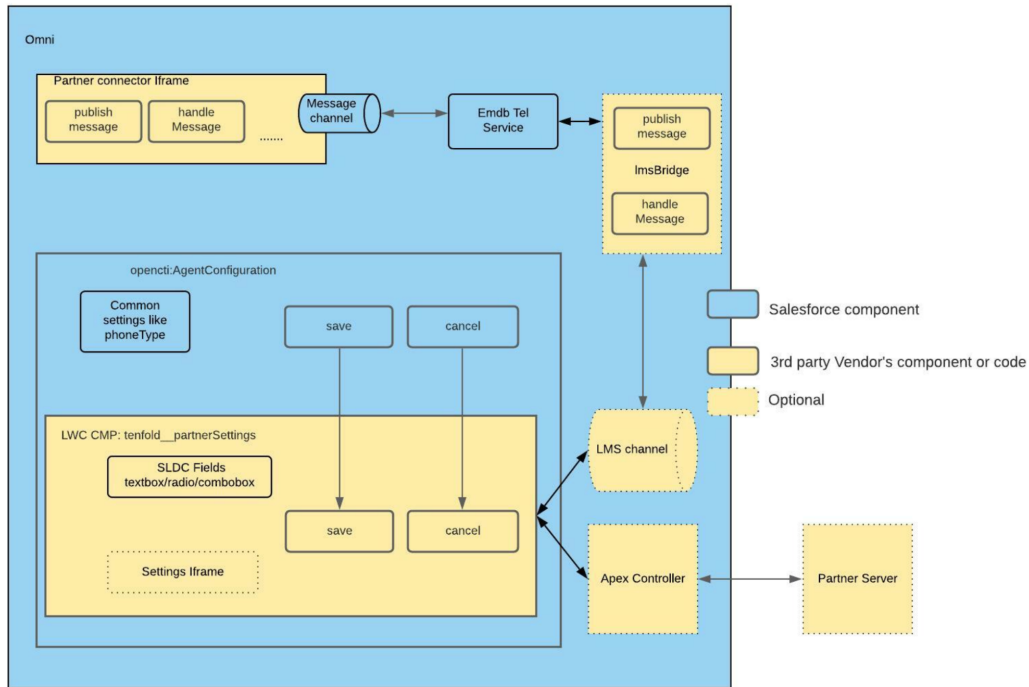 Omni
Partner connector Iframe
publish
message
handle
Message
.......
Message
channel
Emdb Tel
Service
publish
message
lmsBridge
handle
Message
opencti:AgentConfiguration
Common
settings like
phoneType
save
cancel
Salesforce component
3rd party Vendor's component or code
Optional
LWC CMP: tenfold__partnerSettings
SLDC Fields
textbox/radio/combobox
LMS channel
save
cancel
Settings Iframe
Apex Controller
Partner Server